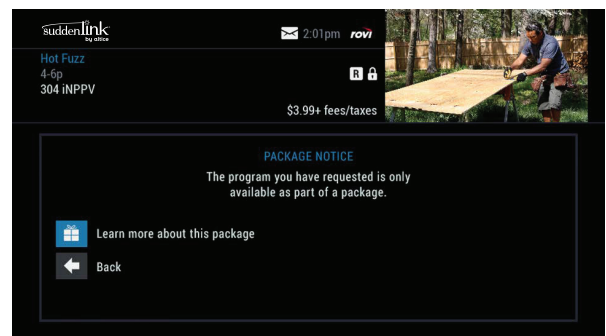 suddenlink
by altice
2:01pm rovi
Hot Fuzz
4-6p
R
304 iNPPV
$3.99+ fees/taxes
PACKAGE NOTICE
The program you have requested is only
available as part of a package.
Learn more about this package
Back